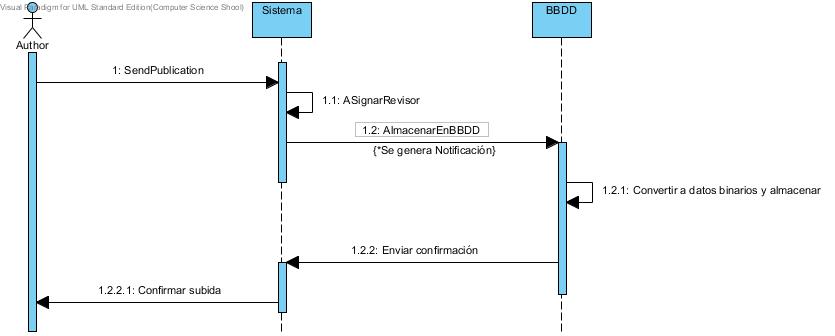 Visual Paradigm for UML Standard Edition(Computer Science Shool)
Sistema
BBDD
Author
1: SendPublication
1.1: ASignarRevisor
1.2: AlmacenarEnBBDD
{*Se genera Notificación}
1.2.1: Convertir a datos binarios y almacenar
1.2.2: Enviar confirmación
1.2.2.1: Confirmar subida